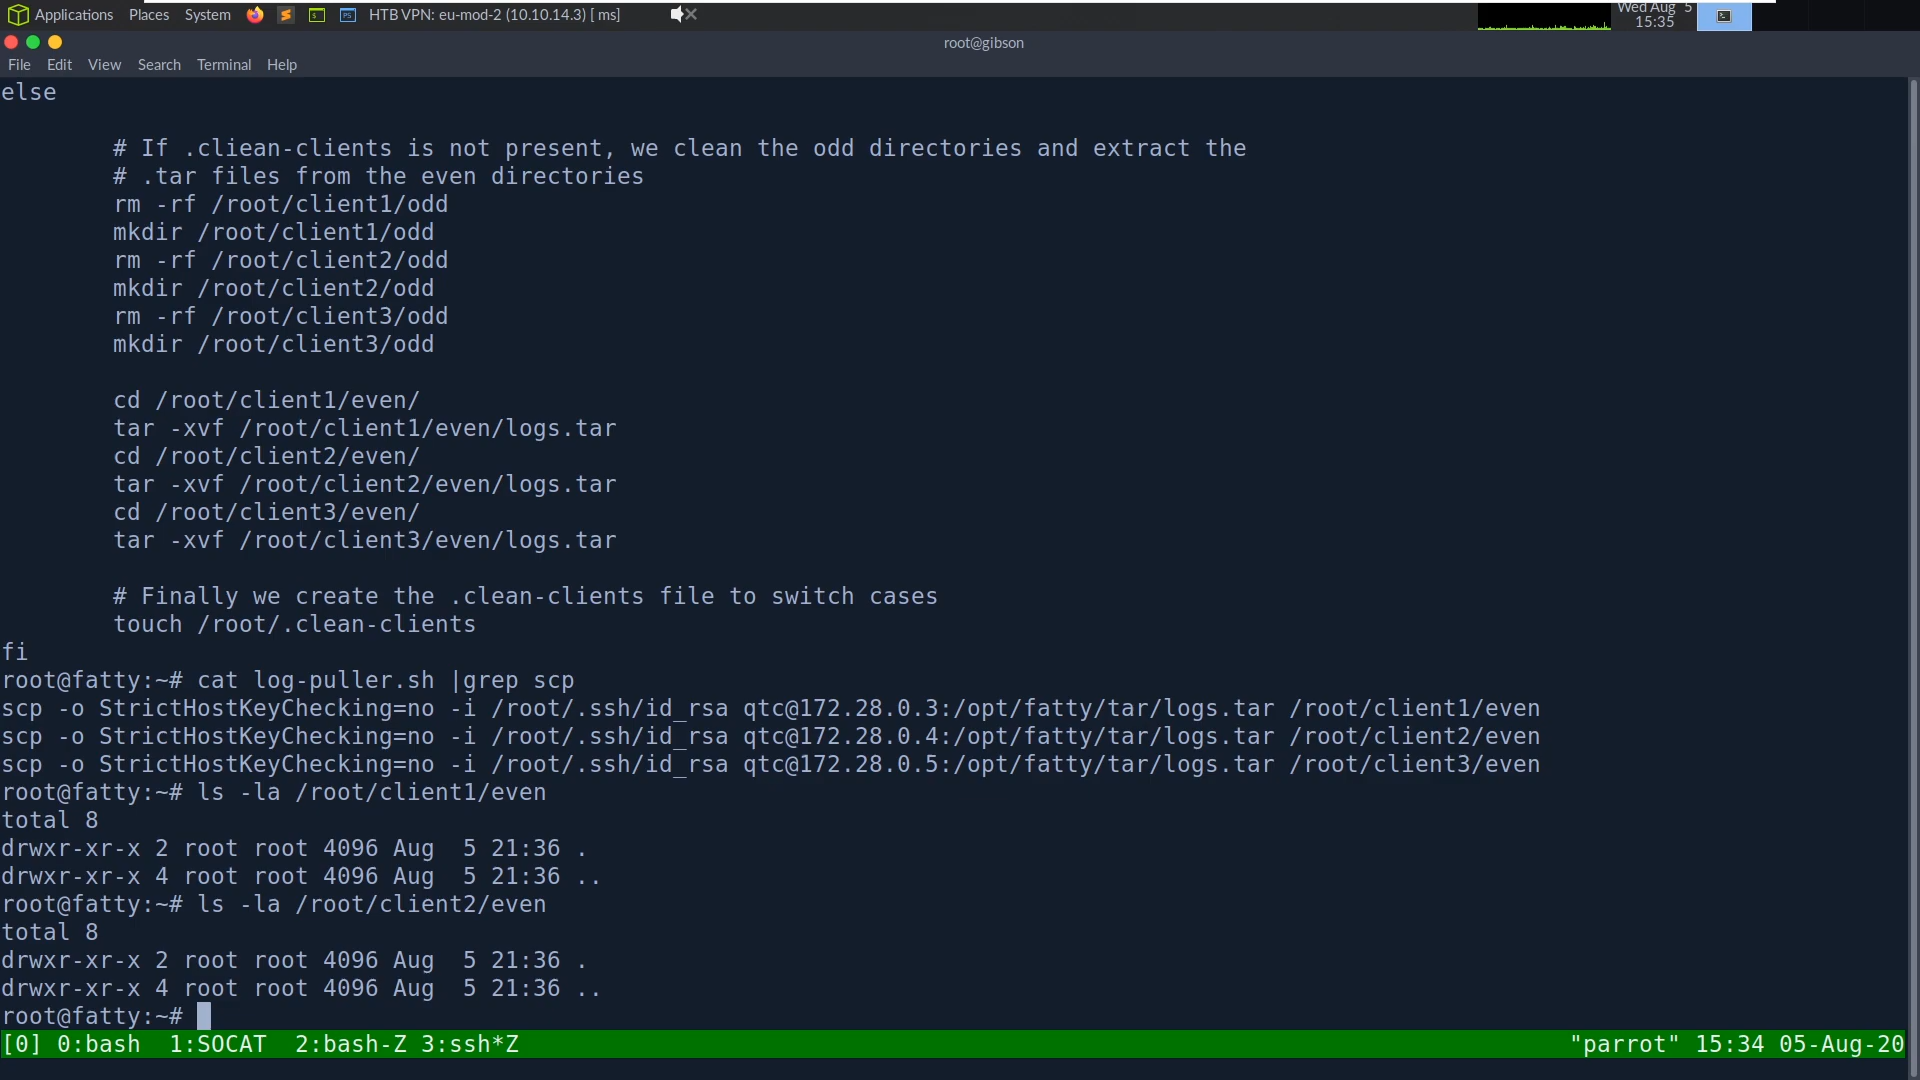 Applications Places System HTB VPN: eu-mod-2 (10.10.14.3) [ ms] Wed Aug 5
15:35
root@gibson
File Edit View Search Terminal Help
else
# If .cliean-clients is not present, we clean the odd directories and extract the
# .tar files from the even directories
rm -rf /root/client1/odd
mkdir /root/client1/odd
rm -rf /root/client2/odd
mkdir /root/client2/odd
rm -rf /root/client3/odd
mkdir /root/client3/odd
cd /root/client1/even/
tar -xvf /root/client1/even/logs.tar
cd /root/client2/even/
tar -xvf /root/client2/even/logs.tar
cd /root/client3/even/
tar -xvf /root/client3/even/logs.tar
# Finally we create the .clean-clients file to switch cases
touch /root/.clean-clients
fi
root@fatty:~# cat log-puller.sh |grep scp
scp -o StrictHostKeyChecking=no -i /root/.ssh/id_rsa qtc@172.28.0.3:/opt/fatty/tar/logs.tar /root/client1/even
scp -o StrictHostKeyChecking=no -i /root/.ssh/id_rsa qtc@172.28.0.4:/opt/fatty/tar/logs.tar /root/client2/even
scp -o StrictHostKeyChecking=no -i /root/.ssh/id_rsa qtc@172.28.0.5:/opt/fatty/tar/logs.tar /root/client3/even
root@fatty:~# ls -la /root/client1/even
total 8
drwxr-xr-x 2 root root 4096 Aug  5 21:36 .
drwxr-xr-x 4 root root 4096 Aug  5 21:36 ..
root@fatty:~# ls -la /root/client2/even
total 8
drwxr-xr-x 2 root root 4096 Aug  5 21:36 .
drwxr-xr-x 4 root root 4096 Aug  5 21:36 ..
root@fatty:~#
[0] 0:bash  1:SOCAT  2:bash-Z 3:ssh*Z "parrot" 15:34 05-Aug-20